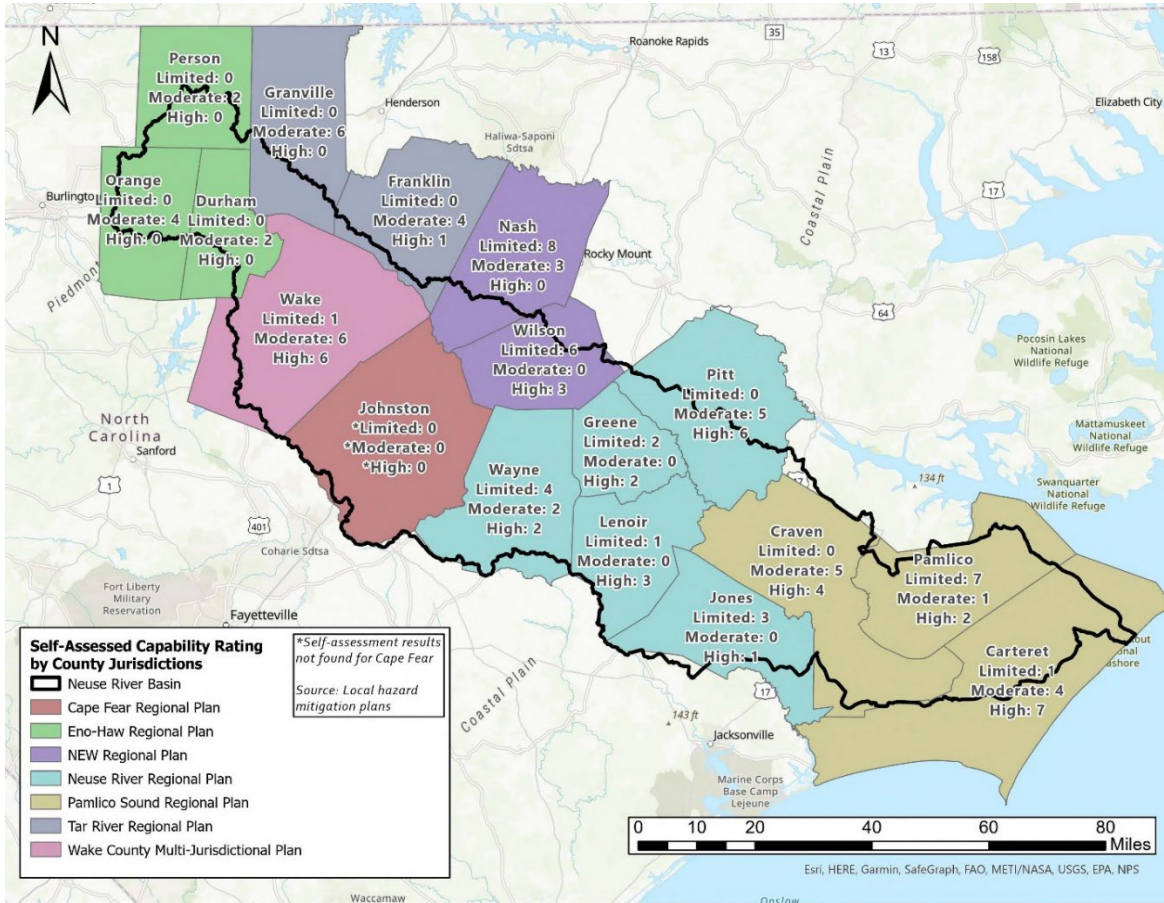 N
Roanoke Rapids
35
13
158
Elizabeth City
Henderson
Haliwa-Saponi
Sdtsa
Person
Limited: 0
Moderate: 2
High: 0
Granville
Limited: 0
Moderate: 6
High: 0
Burlington
Orange
Limited: 0
Moderate: 4
High: 0
Durham
Limited: 0
Moderate: 2
High: 0
Franklin
Limited: 0
Moderate: 4
High: 1
Nash
Limited: 8
Moderate: 3
High: 0
Rocky Mount
Coastal Plain
17
64
Piedmont
Wake
Limited: 1
Moderate: 6
High: 6
Wilson
Limited: 6
Moderate: 0
High: 3
Pocosin Lakes
National
Wildlife Refuge
Pitt
Limited: 0
Moderate: 5
High: 6
North
Carolina
Sanford
1
Johnston
*Limited: 0
*Moderate: 0
*High: 0
Greene
Limited: 2
Moderate: 0
High: 2
Mattamuskeet
National
Wildlife Refuge
Wayne
Limited: 4
Moderate: 2
High: 2
134 ft
17
Swanquarter
National
Wildlife Refuge
401
Coharie Sdtsa
Lenoir
Limited: 1
Moderate: 0
High: 3
Craven
Limited: 0
Moderate: 5
High: 4
Pamlico
Limited: 7
Moderate: 1
High: 2
Fort Liberty
Military
Reservation
Fayetteville
Jones
Limited: 3
Moderate: 0
High: 1
Carteret
Limited: 1
Moderate: 4
High: 7
Coastal Plain
17
143 ft
Jacksonville
Marine Corps
Base Camp
Lejeune
Self-Assessed Capability Rating
by County Jurisdictions
Neuse River Basin
Cape Fear Regional Plan
Eno-Haw Regional Plan
NEW Regional Plan
Neuse River Regional Plan
Pamlico Sound Regional Plan
Tar River Regional Plan
Wake County Multi-Jurisdictional Plan
*Self-assessment results
not found for Cape Fear
Source: Local hazard
mitigation plans
0 10 20 40 60 80
Miles
Esri, HERE, Garmin, SafeGraph, FAO, METI/NASA, USGS, EPA, NPS
Waccamaw
Onslow